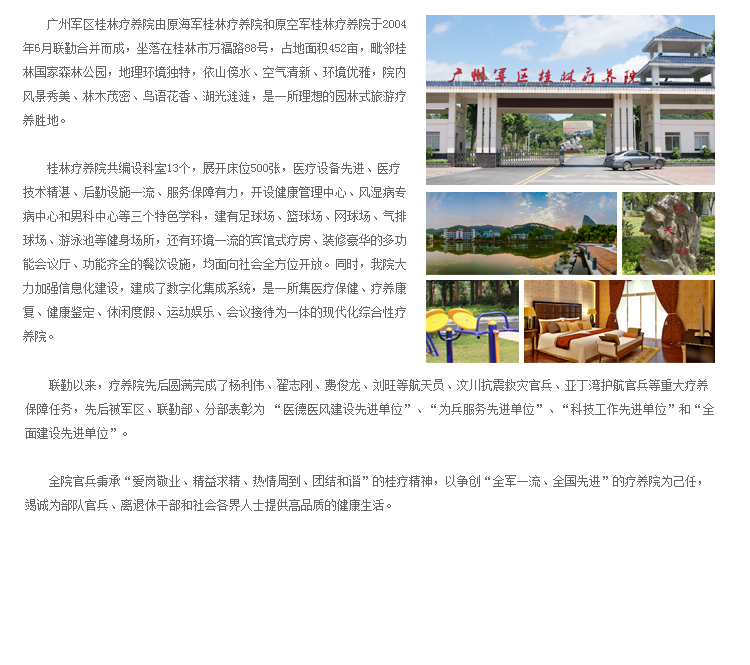 广州军区桂林疗养院由原海军桂林疗养院和原空军桂林疗养院于2004
年6月联勤合并而成，坐落在桂林市万福路88号，占地面积452亩，毗邻桂
林国家森林公园，地理环境独特，依山傍水、空气清新、环境优雅，院内
风景秀美、林木茂密、鸟语花香、湖光涟涟，是一所理想的园林式旅游疗
养胜地。
桂林疗养院共编设科室13个，展开床位500张，医疗设备先进、医疗
技术精湛、后勤设施一流、服务保障有力，开设健康管理中心、风湿病专
病中心和男科中心等三个特色学科，建有足球场、篮球场、网球场、气排
球场、游泳池等健身场所，还有环境一流的宾馆式疗房、装修豪华的多功
能会议厅、功能齐全的餐饮设施，均面向社会全方位开放。同时，我院大
力加强信息化建设，建成了数字化集成系统，是一所集医疗保健、疗养康
复、健康鉴定、休闲度假、运动娱乐、会议接待为一体的现代化综合性疗
养院。
广州军区桂林疗养院
联勤以来，疗养院先后圆满完成了杨利伟、翟志刚、费俊龙、刘旺等航天员、汶川抗震救灾官兵、亚丁湾护航官兵等重大疗养
保障任务，先后被军区、联勤部、分部表彰为 “医德医风建设先进单位”、“为兵服务先进单位”、“科技工作先进单位”和“全
面建设先进单位”。
全院官兵秉承“爱岗敬业、精益求精、热情周到、团结和谐”的桂疗精神，以争创“全军一流、全国先进”的疗养院为己任，
竭诚为部队官兵、离退休干部和社会各界人士提供高品质的健康生活。